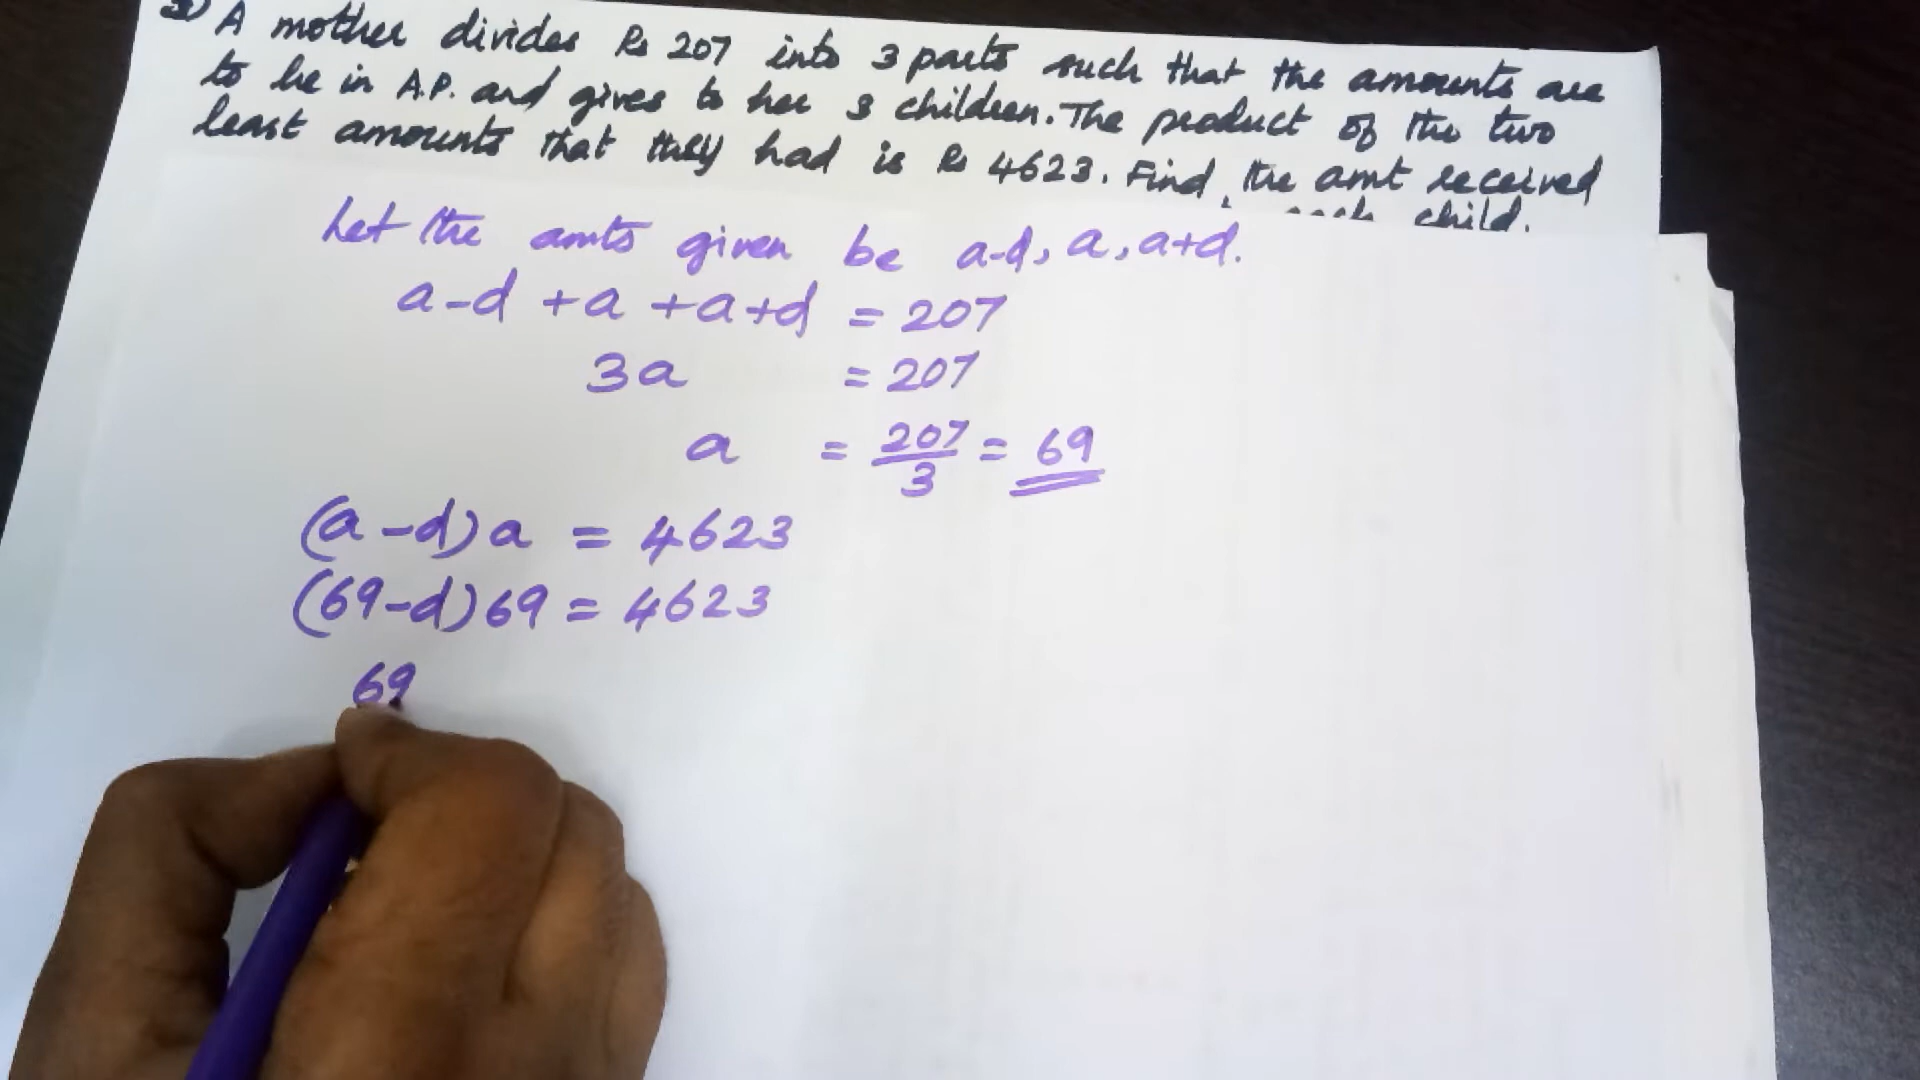 A mother divides Rs 207 into 3 parts such that the amounts are
to be in A.P. and gives to her 3 children. The product of the two
least amounts that they had is Rs 4623. Find the amt received
child.
Let the amts given be a-d, a, a+d.
a-d +a +a+d = 207
3a = 207
a = 207/3 = 69
(a-d)a = 4623
(69-d)69 = 4623
69